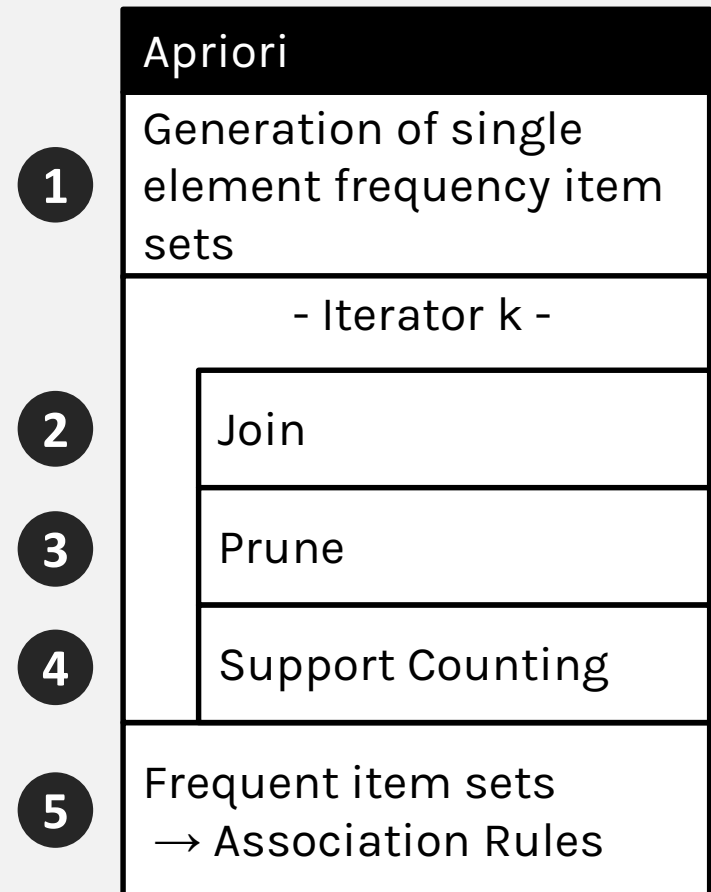 Apriori
1
Generation of single
element frequency item
sets
- Iterator k -
2
Join
3
Prune
4
Support Counting
5
Frequent item sets
→ Association Rules